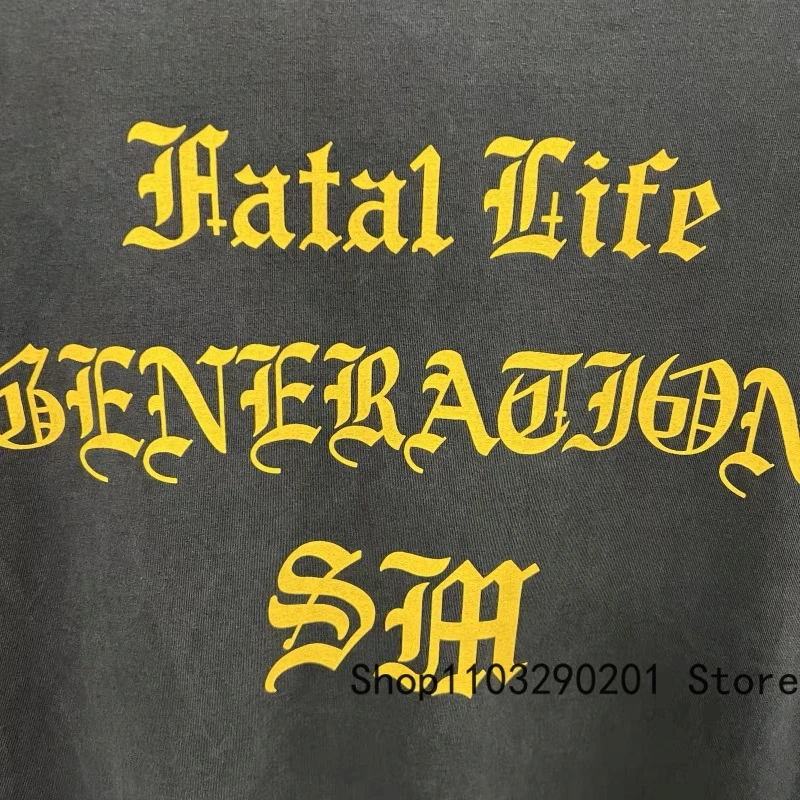 Fatal Life
GENERATION
SM
Shop1103290201 Store